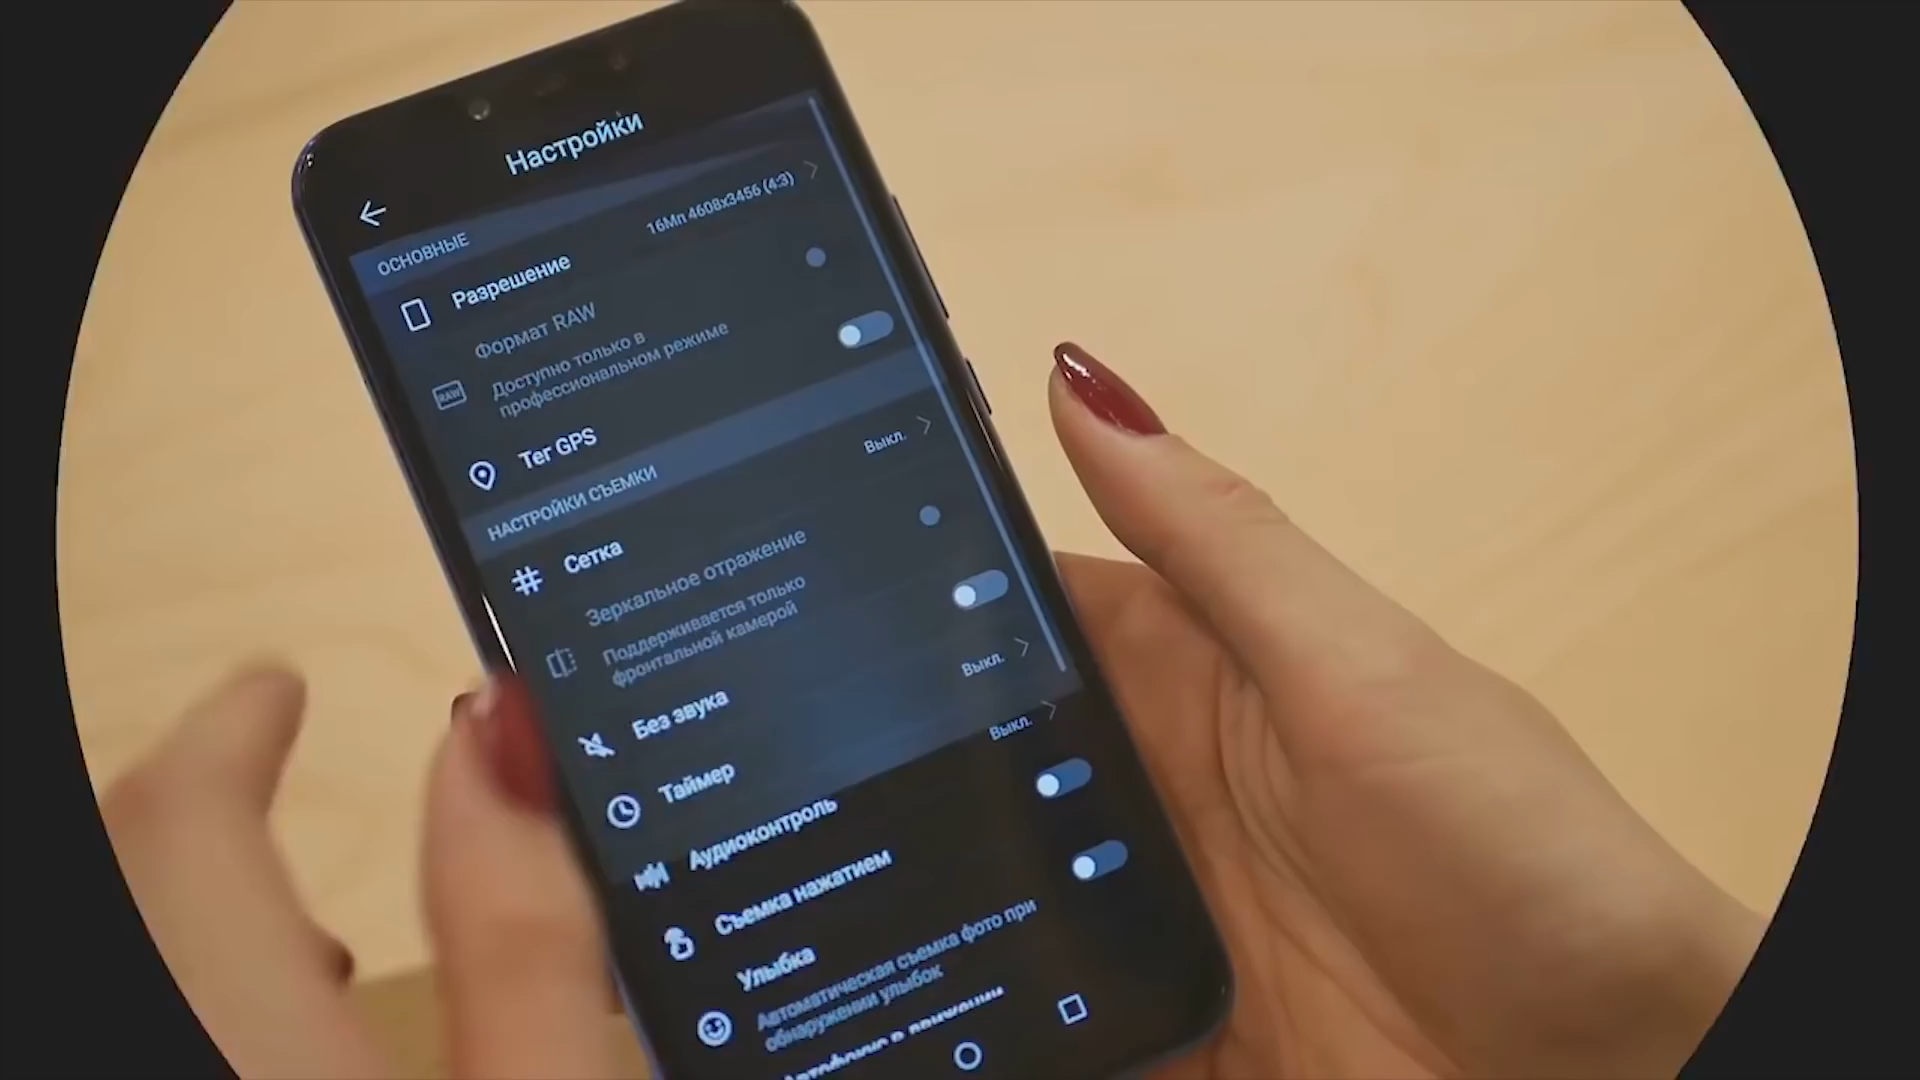 Настройки
ОСНОВНЫЕ
Разрешение
16Мп 4608x3456 (4:3)
Формат RAW
RAW
Доступно только в
профессиональном режиме
Тег GPS
НАСТРОЙКИ СЪЕМКИ
Сетка
Выкл.
Зеркальное отражение
Поддерживается только
фронтальной камерой
Без звука
Таймер
Выкл.
Аудиоконтроль
Выкл.
Съемка нажатием
Улыбка
Автоматическая съемка фото при
обнаружении улыбок